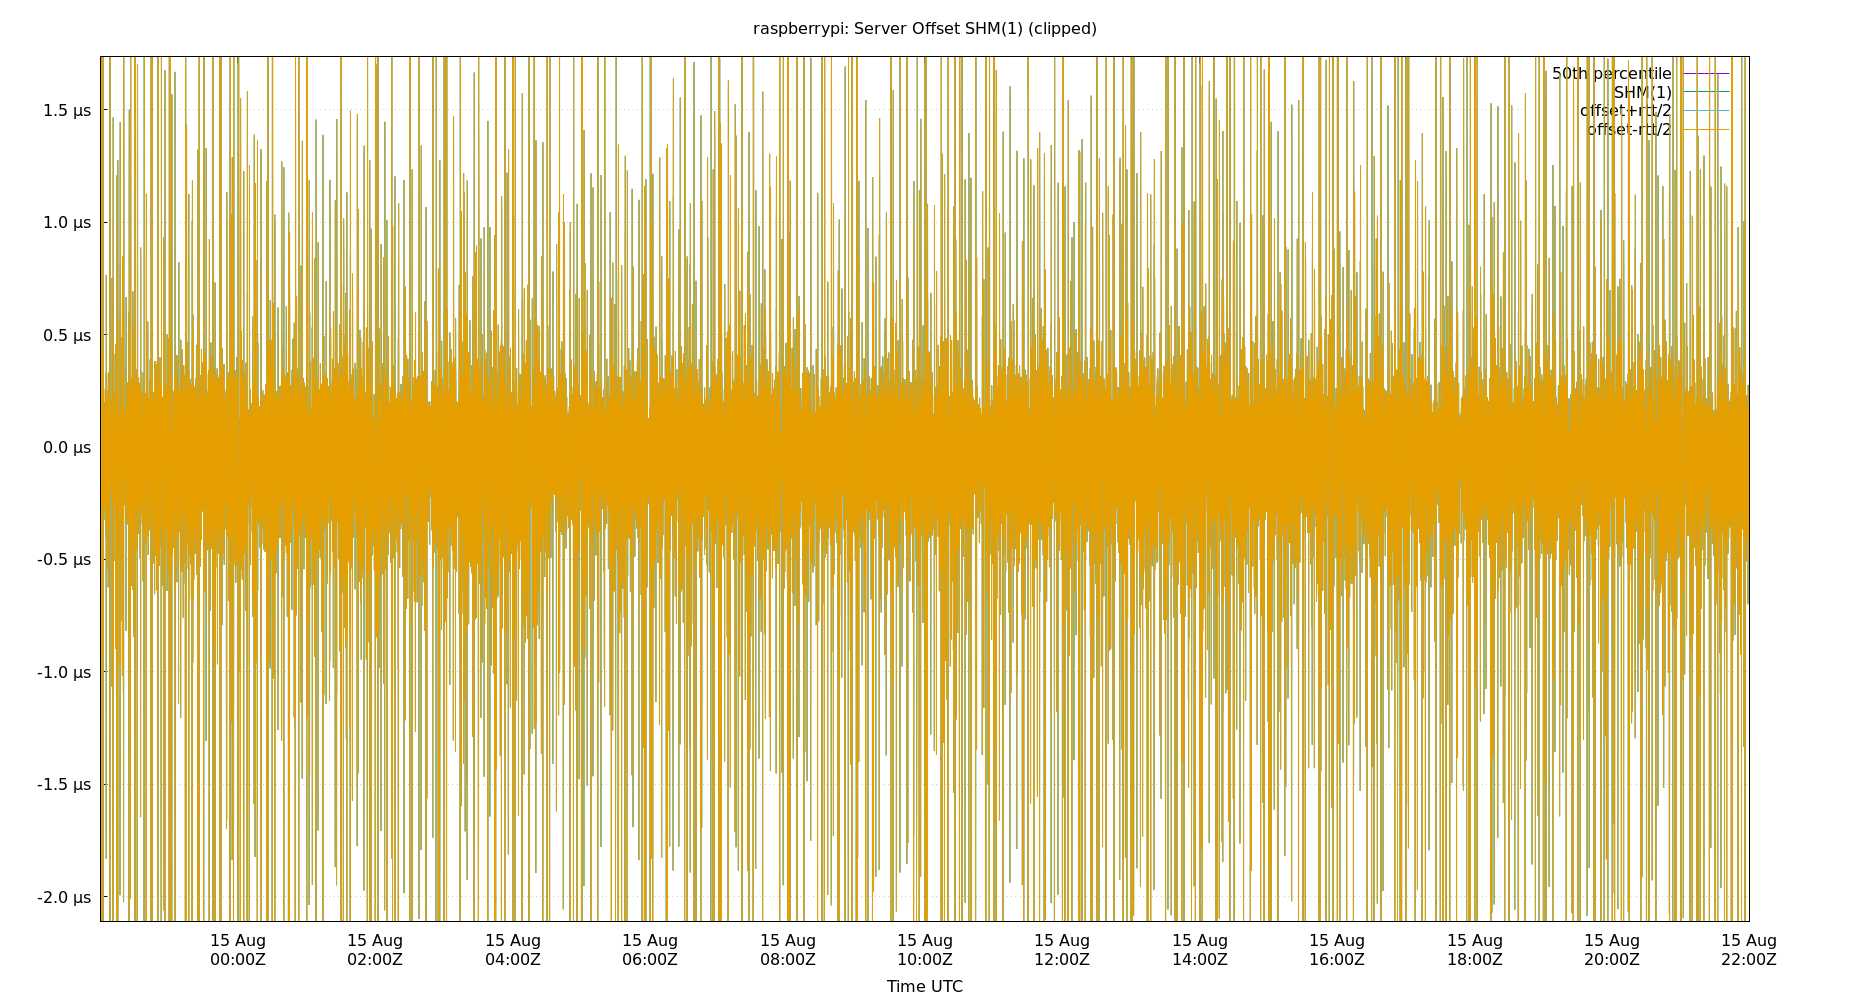 raspberrypi: Server Offset SHM(1) (clipped)
50th percentile
SHM(1)
offset+rtt/2
offset-rtt/2
1.5 µs
1.0 µs
0.5 µs
0.0 µs
-0.5 µs
-1.0 µs
-1.5 µs
-2.0 µs
15 Aug 15 Aug 15 Aug 15 Aug 15 Aug 15 Aug 15 Aug 15 Aug 15 Aug 15 Aug 15 Aug 15 Aug
00:00Z 02:00Z 04:00Z 06:00Z 08:00Z 10:00Z 12:00Z 14:00Z 16:00Z 18:00Z 20:00Z 22:00Z
Time UTC